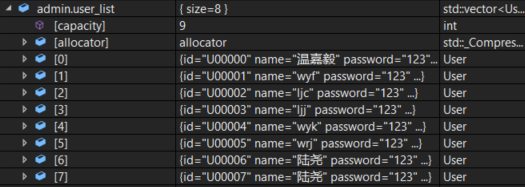 admin.user_list { size=8 } std::vector<Us...
[capacity] 9 int
[allocator] allocator std::_Compres...
[0] {id="U00000" name="温嘉毅" password="123"... User
[1] {id="U00001" name="wyf" password="123" ...} User
[2] {id="U00002" name="ljc" password="123" ...} User
[3] {id="U00003" name="ljj" password="123" ...} User
[4] {id="U00004" name="wyk" password="123" ...} User
[5] {id="U00005" name="wrj" password="123" ...} User
[6] {id="U00006" name="陆尧" password="123" ...} User
[7] {id="U00007" name="陆尧" password="123" ...} User